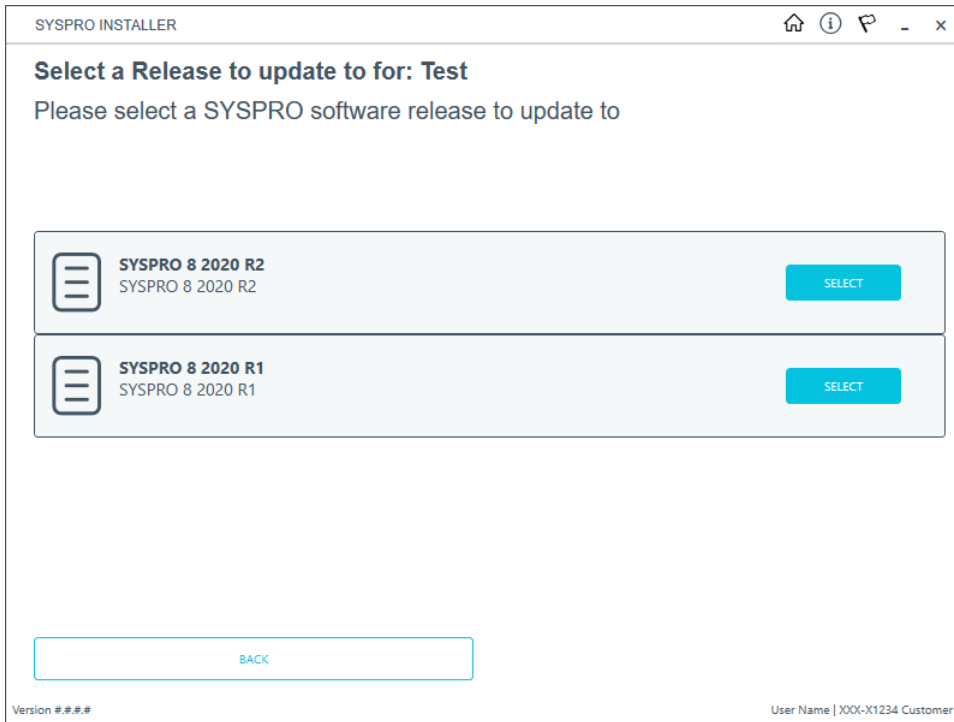 SYSPRO INSTALLER
Select a Release to update to for: Test
Please select a SYSPRO software release to update to
SYSPRO 8 2020 R2
SYSPRO 8 2020 R2
SELECT
SYSPRO 8 2020 R1
SYSPRO 8 2020 R1
SELECT
BACK
Version #.#.#.#
User Name | XXX-X1234 Customer